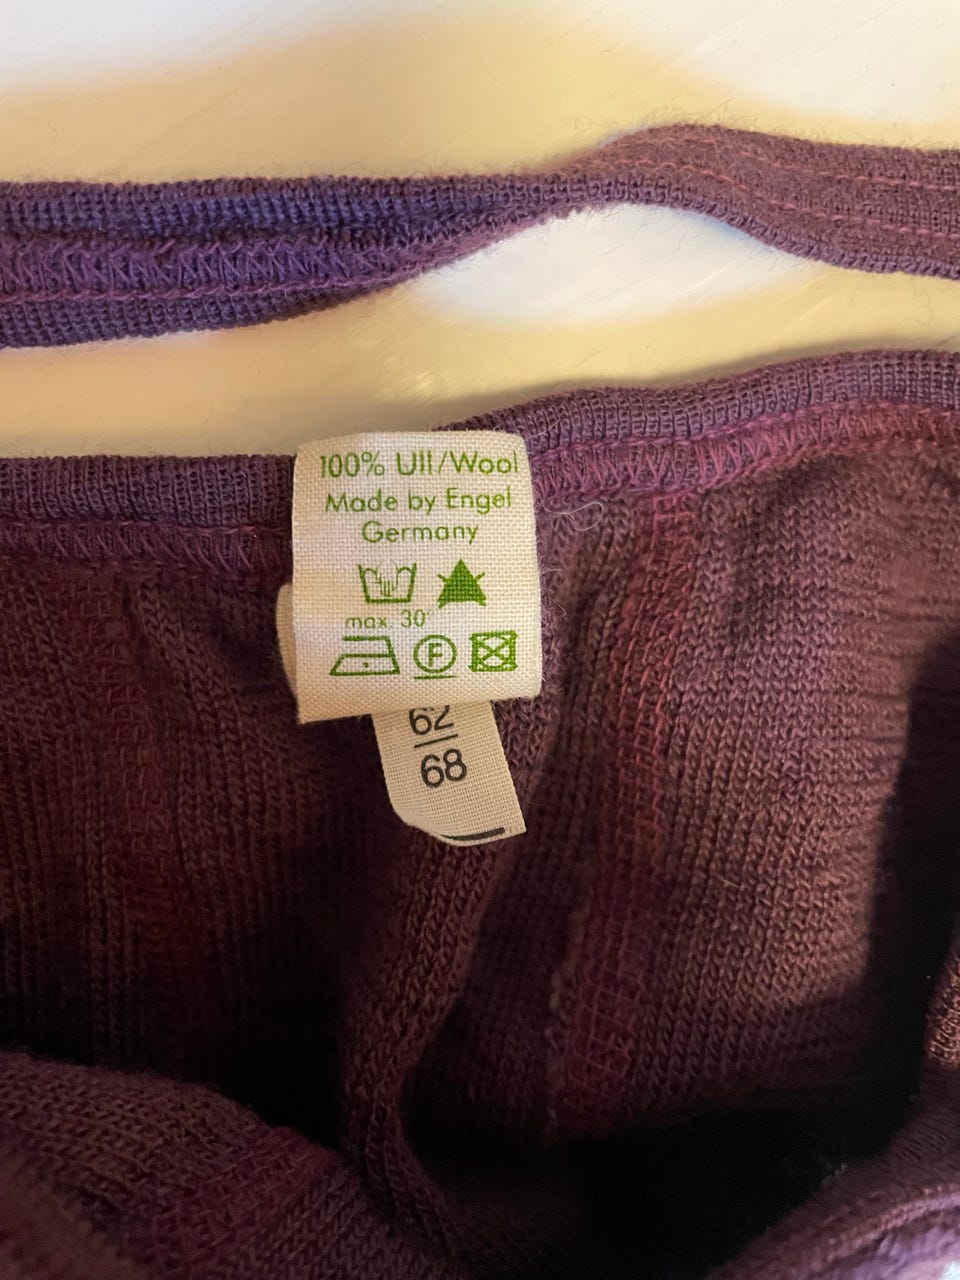 100% Ull/Wool
Made by Engel
Germany
max 30°
F
62
68